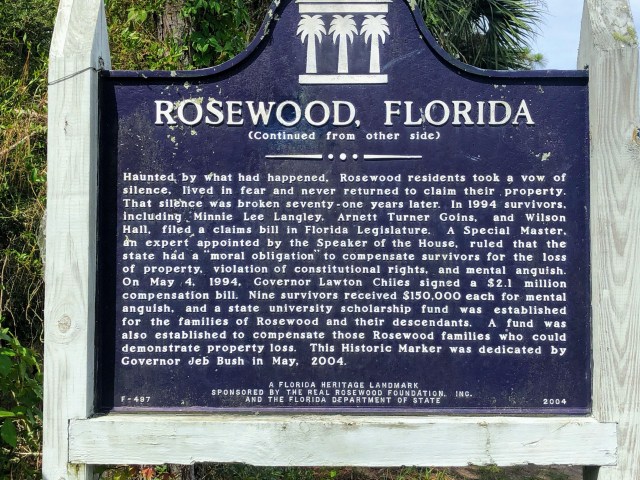 ROSEWOOD, FLORIDA
(Continued from other side)
Haunted by what had happened, Rosewood residents took a vow of
silence, lived in fear and never returned to claim their property.
That silence was broken seventy-one years later. In 1994 survivors,
including Minnie Lee Langley, Arnett Turner Goins, and Wilson
Hall, filed a claims bill in Florida Legislature. A Special Master,
an expert appointed by the Speaker of the House, ruled that the
state had a "moral obligation" to compensate survivors for the loss
of property, violation of constitutional rights, and mental anguish.
On May 4, 1994, Governor Lawton Chiles signed a $2.1 million
compensation bill. Nine survivors received $150,000 each for mental
anguish, and a state university scholarship fund was established
for the families of Rosewood and their descendants. A fund was
also established to compensate those Rosewood families who could
demonstrate property loss. This Historic Marker was dedicated by
Governor Jeb Bush in May, 2004.
A FLORIDA HERITAGE LANDMARK
SPONSORED BY THE REAL ROSEWOOD FOUNDATION, INC.
F-497 AND THE FLORIDA DEPARTMENT OF STATE 2004